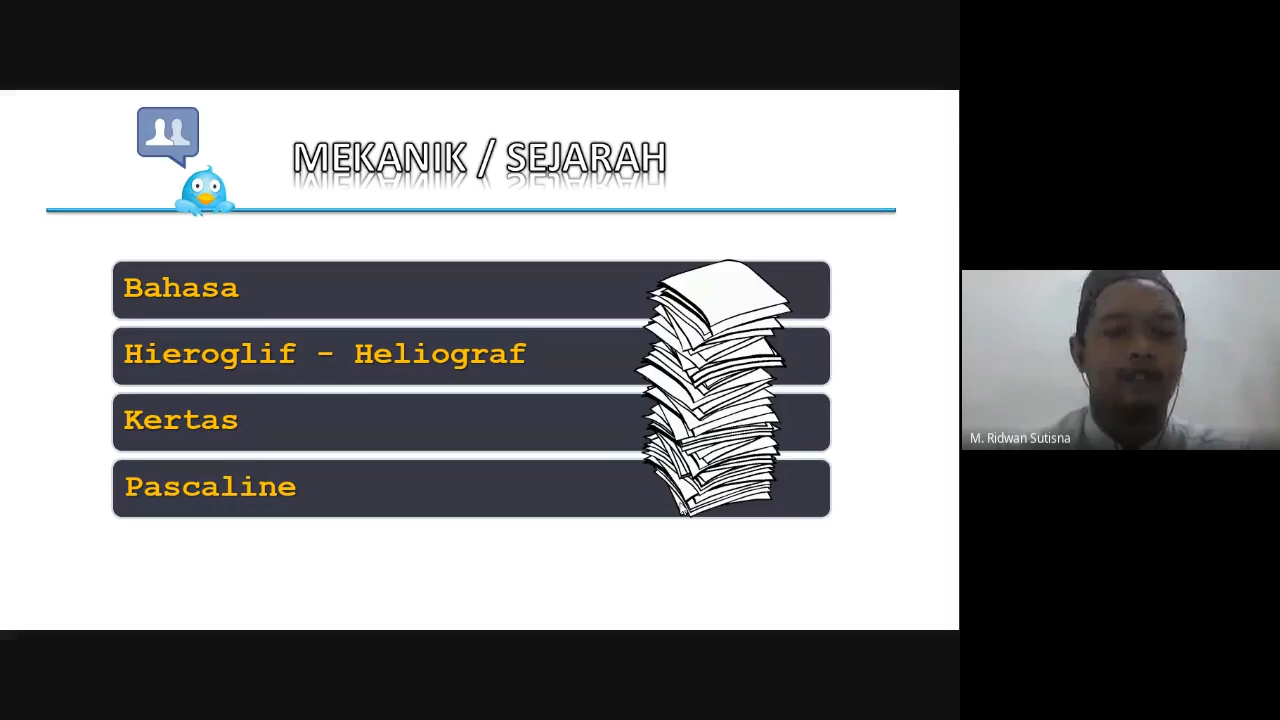 MEKANIK / SEJARAH
Bahasa
Hieroglif - Heliograf
Kertas
Pascaline
M. Ridwan Sutisna